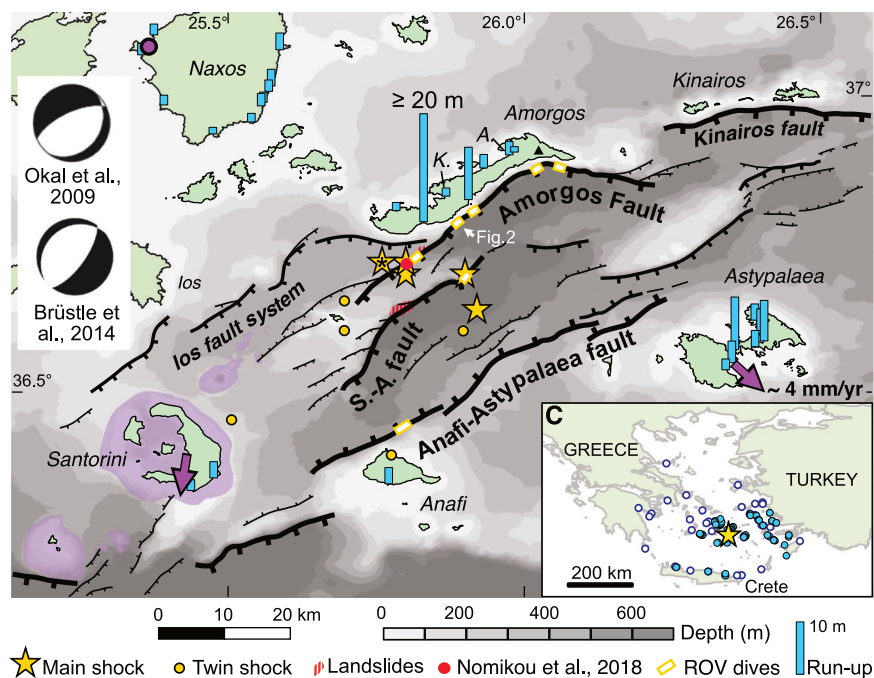 25.5°
26.0°
26.5°
Naxos
Kinairos
37°
≥ 20 m
Amorgos
A.
K.
Kinairos fault
Okal et al.,
2009
Amorgos Fault
Fig.2
Ios
Astypalaea
Brüstle et
al., 2014
Ios fault system
S.-A. fault
Anafi-Astypalaea fault
36.5°
~ 4 mm/yr
C
GREECE
TURKEY
Santorini
Anafi
200 km
Crete
0 10 20 km
0 200 400 600
Depth (m)
10 m
Main shock
Twin shock
Landslides
Nomikou et al., 2018
ROV dives
Run-up